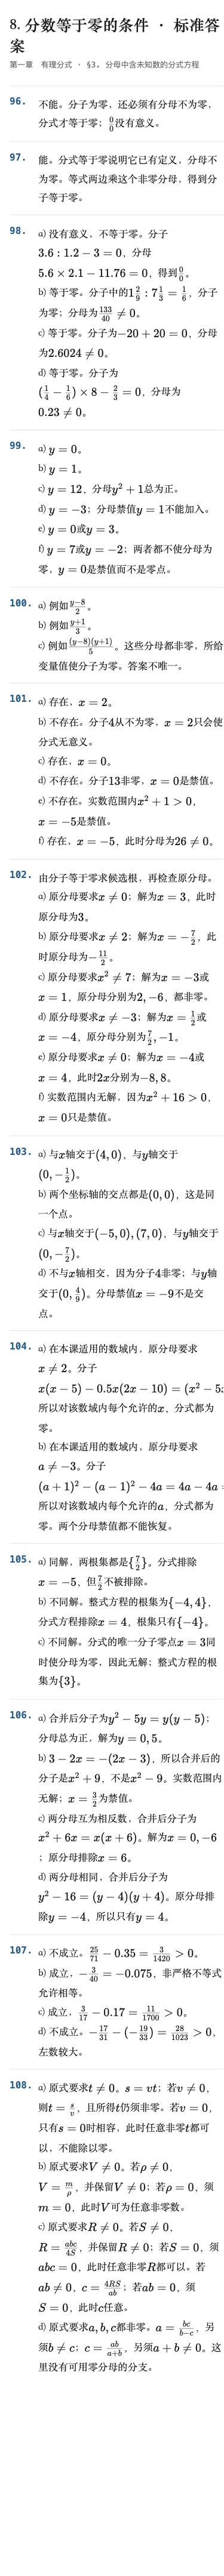 8. 分数等于零的条件 · 标准答
案
第一章 有理分式 · §3. 分母中含未知数的分式方程
96. 不能。分子为零，还必须有分母不为零，
分式才等于零；0/0没有意义。
97. 能。分式等于零说明它已有定义，分母不
为零。等式两边乘这个非零分母，得到分
子等于零。
98. a) 没有意义，不等于零。分子
3.6 : 1.2 − 3 = 0，分母
5.6 × 2.1 − 11.76 = 0，得到0/0。
b) 等于零。分子中的1 2/9 : 7 1/3 = 1/6，分子
为零；分母为133/40 ≠ 0。
c) 等于零。分子为−20 + 20 = 0，分母
为2.6024 ≠ 0。
d) 等于零。分子为
(1/4 − 1/6) × 8 − 2/3 = 0，分母为
0.23 ≠ 0。
99. a) y = 0。
b) y = 1。
c) y = 12，分母y² + 1总为正。
d) y = −3；分母禁值y = 1不能加入。
e) y = 0或y = 3。
f) y = 7或y = −2；两者都不使分母为
零，y = 0是禁值而不是零点。
100. a) 例如(y−8)/2。
b) 例如(y+1)/3。
c) 例如(y−8)(y+1)/5。这些分母都非零，所给
变量值使分子为零。答案不唯一。
101. a) 存在，x = 2。
b) 不存在。分子4从不为零，x = 2只会使
分式无意义。
c) 存在，x = 0。
d) 不存在。分子13非零，x = 0是禁值。
e) 不存在。实数范围内x² + 1 > 0，
x = −5是禁值。
f) 存在，x = −5，此时分母为26 ≠ 0。
102. 由分子等于零求候选根，再检查原分母。
a) 原分母要求x ≠ 0；解为x = 3，此时
原分母为3。
b) 原分母要求x ≠ 2；解为x = −7/2，此
时原分母为−11/2。
c) 原分母要求x² ≠ 7；解为x = −3或
x = 1，原分母分别为2, −6，都非零。
d) 原分母要求x ≠ −3；解为x = 1/2或
x = −4，原分母分别为7/2, −1。
e) 原分母要求x ≠ 0；解为x = −4或
x = 4，此时2x分别为−8, 8。
f) 实数范围内无解，因为x² + 16 > 0，
x = 0只是禁值。
103. a) 与x轴交于(4, 0)，与y轴交于
(0, −1/2)。
b) 两个坐标轴的交点都是(0, 0)，这是同
一个点。
c) 与x轴交于(−5, 0), (7, 0)，与y轴交于
(0, −7/2)。
d) 不与x轴相交，因为分子4非零；与y轴
交于(0, 4/9)。分母禁值x = −9不是交
点。
104. a) 在本课适用的数域内，原分母要求
x ≠ 2。分子
x(x − 5) − 0.5x(2x − 10) = (x² − 5x
所以对该数域内每个允许的x，分式都为
零。
b) 在本课适用的数域内，原分母要求
a ≠ −3。分子
(a + 1)² − (a − 1)² − 4a = 4a − 4a =
所以对该数域内每个允许的a，分式都为
零。两个分母禁值都不能恢复。
105. a) 同解，两根集都是{7/2}。分式排除
x = −5，但7/2不被排除。
b) 不同解。整式方程的根集为{−4, 4}，
分式方程排除x = 4，根集只有{−4}。
c) 不同解。分式的唯一分子零点x = 3同
时使分母为零，因此无解；整式方程的根
集为{3}。
106. a) 合并后分子为y² − 5y = y(y − 5)；
分母总为正，解为y = 0, 5。
b) 3 − 2x = −(2x − 3)，所以合并后的
分子是x² + 9，不是x² − 9。实数范围内
无解；x = 3/2为禁值。
c) 两分母互为相反数，合并后分子为
x² + 6x = x(x + 6)。解为x = 0, −6
；原分母排除x = 6。
d) 两分母相同，合并后分子为
y² − 16 = (y − 4)(y + 4)。原分母排
除y = −4，所以只有y = 4。
107. a) 不成立。25/71 − 0.35 = 3/1420 > 0。
b) 成立，−3/40 = −0.075，非严格不等式
允许相等。
c) 成立，3/17 − 0.17 = 11/1700 > 0。
d) 不成立。−17/31 − (−19/33) = 28/1023 > 0，
左数较大。
108. a) 原式要求t ≠ 0。s = vt；若v ≠ 0，
则t = s/v，且所得t仍须非零。若v = 0，
只有s = 0时相容，此时任意非零t都可
以，不能除以零。
b) 原式要求V ≠ 0。若ρ ≠ 0，
V = m/ρ，并保留V ≠ 0；若ρ = 0，须
m = 0，此时V可为任意非零数。
c) 原式要求R ≠ 0。若S ≠ 0，
R = abc/4S，并保留R ≠ 0；若S = 0，须
abc = 0，此时任意非零R都可以。若
ab ≠ 0，c = 4RS/ab；若ab = 0，须
S = 0，此时c任意。
d) 原式要求a, b, c都非零。a = bc/(b−c)，另
须b ≠ c；c = ab/(a+b)，另须a + b ≠ 0。这
里没有可用零分母的分支。